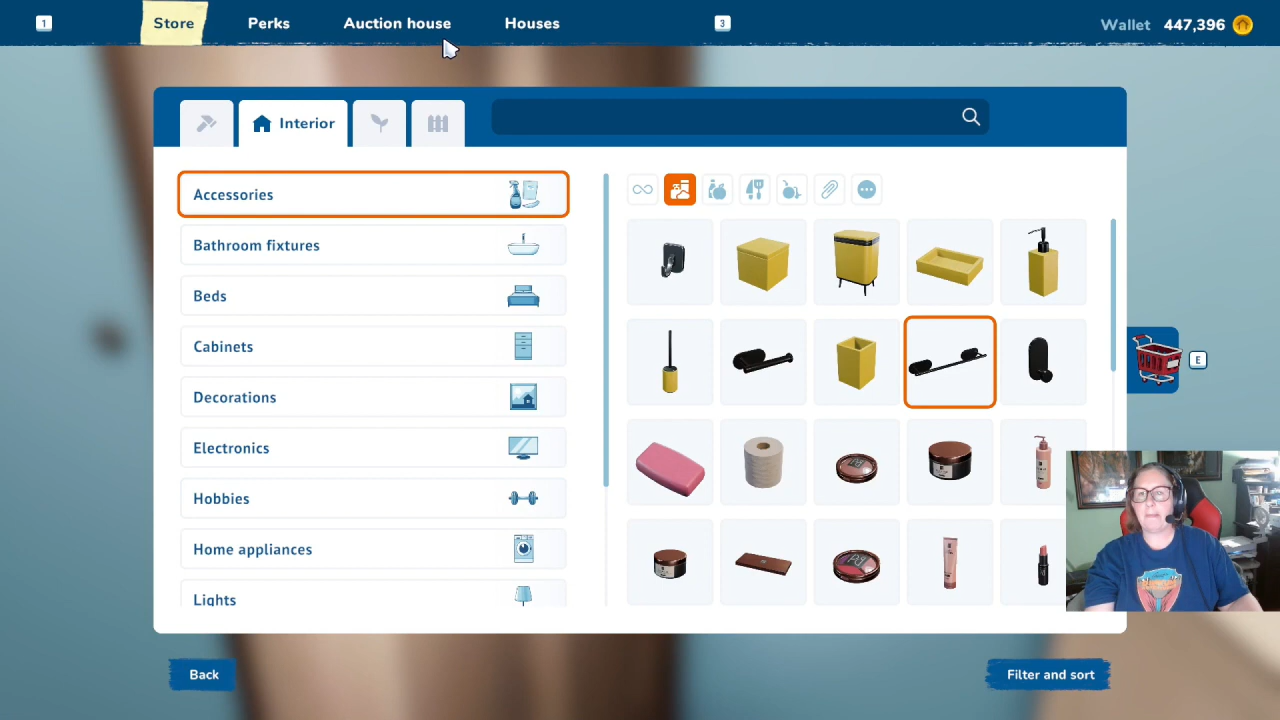 1
Store
Perks
Auction house
Houses
3
Wallet 447,396
Interior
Accessories
Bathroom fixtures
Beds
Cabinets
Decorations
Electronics
Hobbies
Home appliances
Lights
E
Back
Filter and sort